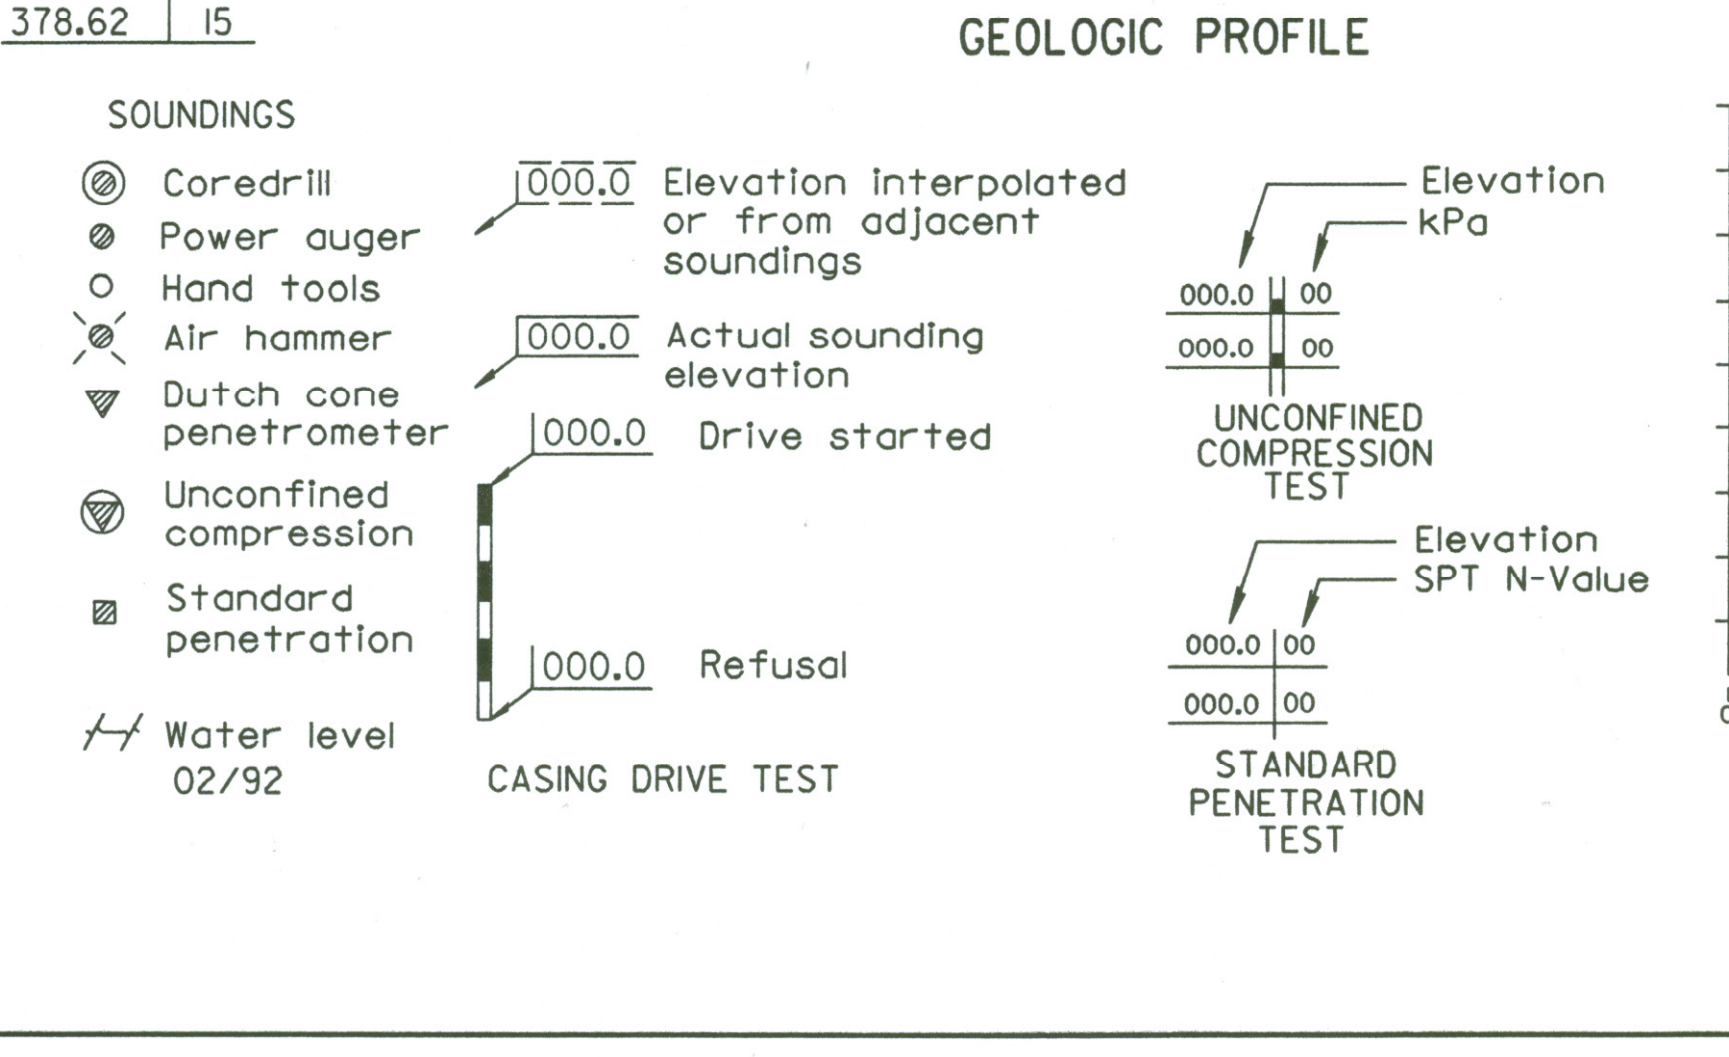 378.62 15
GEOLOGIC PROFILE
SOUNDINGS
Coredrill
Power auger
Hand tools
Air hammer
Dutch cone
penetrometer
Unconfined
compression
Standard
penetration
Water level
02/92
000.0 Elevation interpolated
or from adjacent
soundings
000.0 Actual sounding
elevation
000.0 Drive started
000.0 Refusal
CASING DRIVE TEST
Elevation
kPa
000.0 00
000.0 00
UNCONFINED
COMPRESSION
TEST
Elevation
SPT N-Value
000.0 00
000.0 00
STANDARD
PENETRATION
TEST